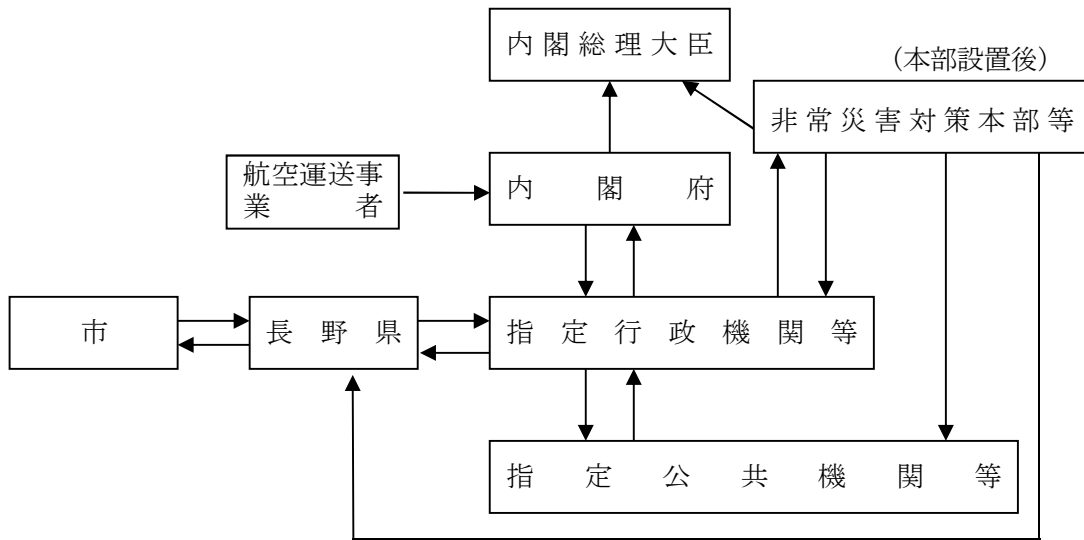 内閣総理大臣
（本部設置後）
非常災害対策本部等
航空運送事
業者
内閣府
市
長野県
指定行政機関等
指定公共機関等